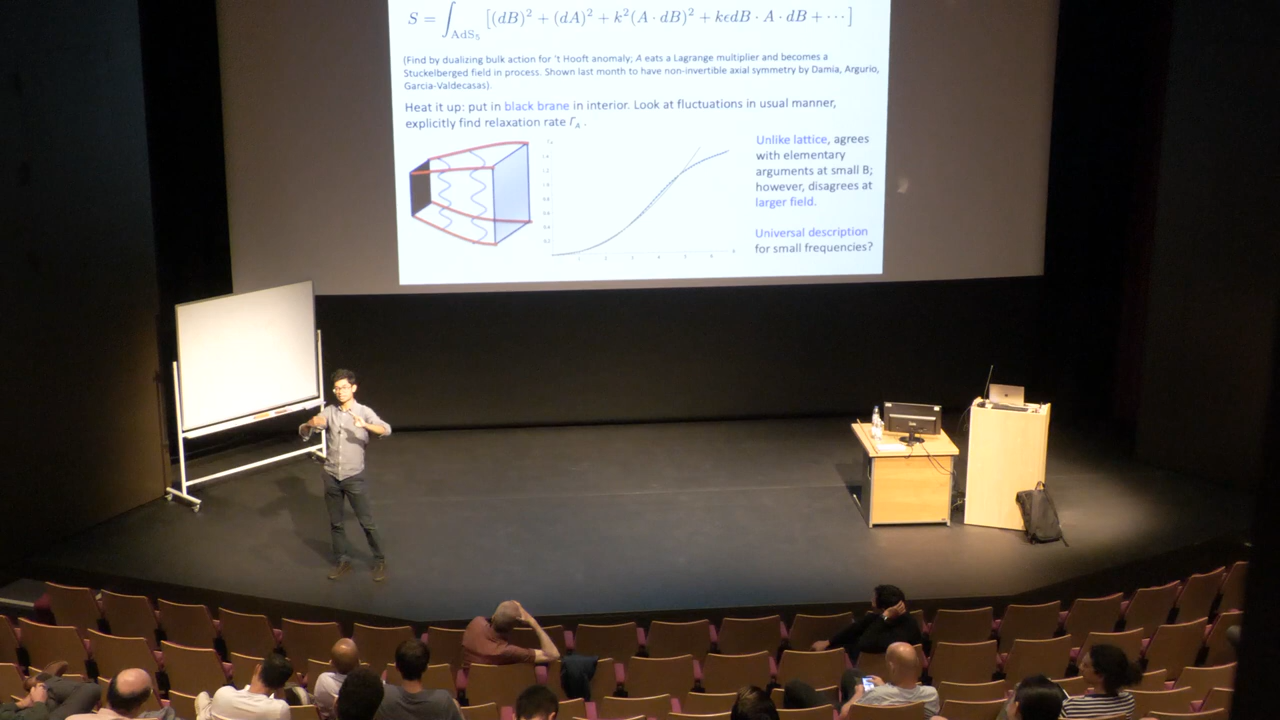 S = ∫_{AdS₅} [(dB)² + (dA)² + k²(A · dB)² + kϵdB · A · dB + ⋯]
(Find by dualizing bulk action for 't Hooft anomaly; A eats a Lagrange multiplier and becomes a
Stuckelberged field in process. Shown last month to have non-invertible axial symmetry by Damia, Argurio,
Garcia-Valdecasas).
Heat it up: put in black brane in interior. Look at fluctuations in usual manner,
explicitly find relaxation rate Γ_A .
Unlike lattice, agrees
with elementary
arguments at small B;
however, disagrees at
larger field.
Universal description
for small frequencies?